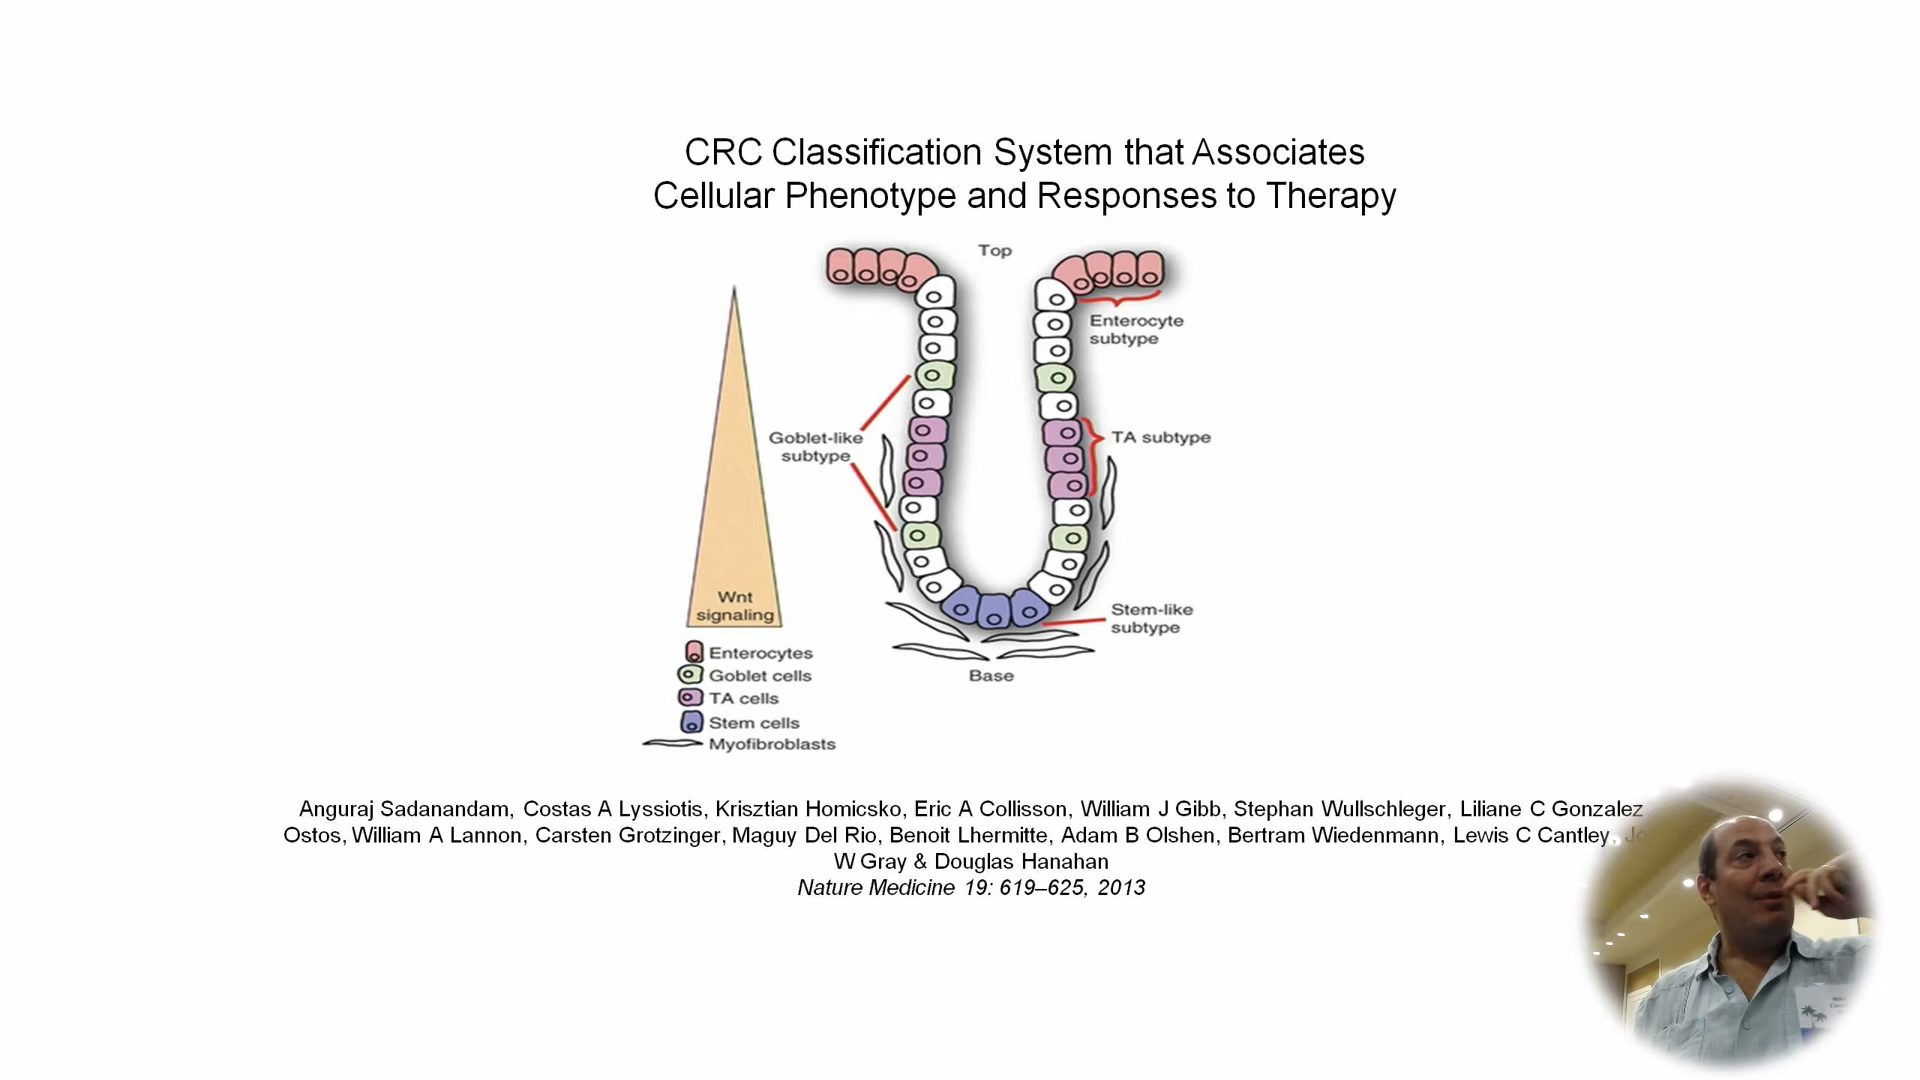 CRC Classification System that Associates
Cellular Phenotype and Responses to Therapy
Top
Enterocyte
subtype
Goblet-like
subtype
TA subtype
Wnt
signaling
Stem-like
subtype
Base
Enterocytes
Goblet cells
TA cells
Stem cells
Myofibroblasts
Anguraj Sadanandam, Costas A Lyssiotis, Krisztian Homicsko, Eric A Collisson, William J Gibb, Stephan Wullschleger, Liliane C Gonzalez
Ostos, William A Lannon, Carsten Grotzinger, Maguy Del Rio, Benoit Lhermitte, Adam B Olshen, Bertram Wiedenmann, Lewis C Cantley,
W Gray & Douglas Hanahan
Nature Medicine 19: 619–625, 2013